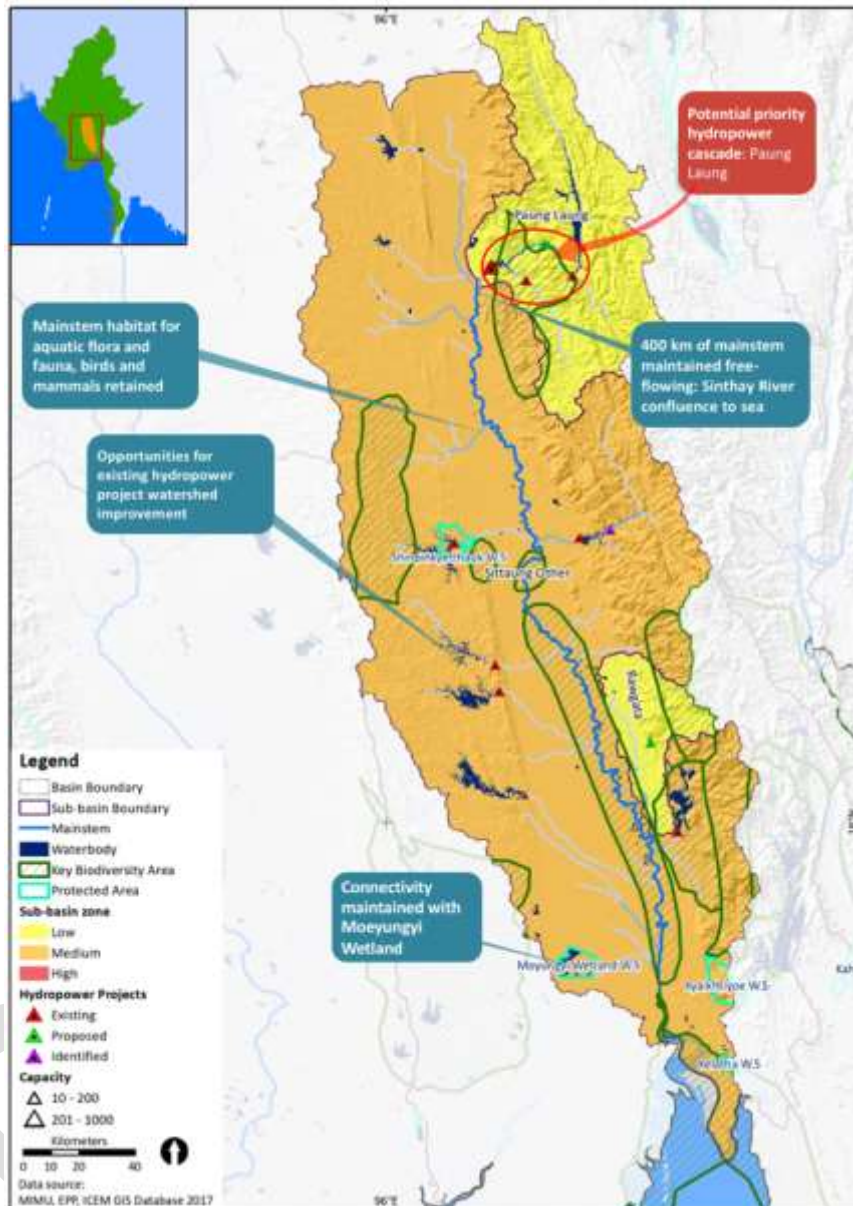 96°E
Potential priority
hydropower
cascade: Paung
Laung
Paung Laung
Mainstem habitat for
aquatic flora and
fauna, birds and
mammals retained
400 km of mainstem
maintained free-
flowing: Sinthay River
confluence to sea
Opportunities for
existing hydropower
project watershed
improvement
Sittaung Other
Connectivity
maintained with
Moeyungyi
Wetland
Moyungyi Wetland W.S
Kyaikhtiyoe W.S
Kelatha W.S
Legend
Basin Boundary
Sub-basin Boundary
Mainstem
Waterbody
Key Biodiversity Area
Protected Area
Sub-basin zone
Low
Medium
High
Hydropower Projects
Existing
Proposed
Identified
Capacity
10 - 200
201 - 1000
Kilometers
0 10 20 40
Data source:
MIMU, EPP, ICEM GIS Database 2017
96°E